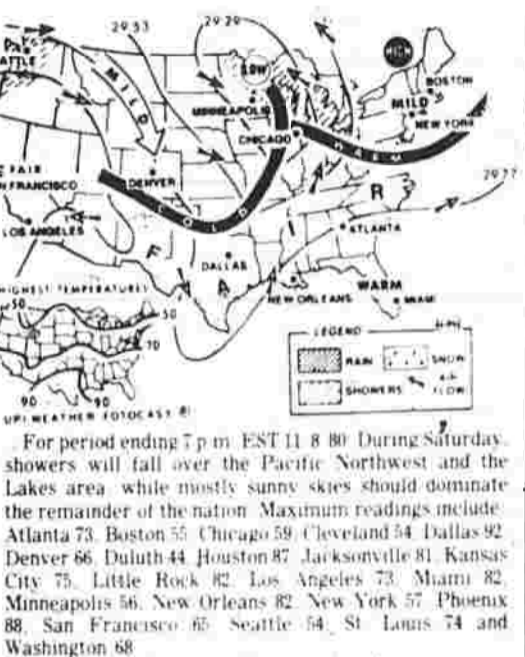 29.53
29.29
ATTLE
MILD
LOW
HIGH
BOSTON
MINNEAPOLIS
MILD
NEW YORK
CHICAGO
WARM
FAIR
N FRANCISCO
DENVER
29.77
COLD
LOS ANGELES
ATLANTA
F A I R
DALLAS
NEW ORLEANS
WARM
MIAMI
HIGHEST TEMPERATURES
50
50
70
90
90
LEGEND
RAIN
SNOW
SHOWERS
AIR
FLOW
UPI WEATHER FOTOCAST ®
For period ending 7 p m EST 11 8 80 During Saturday,
showers will fall over the Pacific Northwest and the
Lakes area while mostly sunny skies should dominate
the remainder of the nation Maximum readings include
Atlanta 73, Boston 55 Chicago 59, Cleveland 54, Dallas 92
Denver 66, Duluth 44, Houston 87 Jacksonville 81, Kansas
City 75, Little Rock 82, Los Angeles 73, Miami 82,
Minneapolis 56, New Orleans 82, New York 57 Phoenix
88, San Francisco 65 Seattle 54, St Louis 74 and
Washington 68